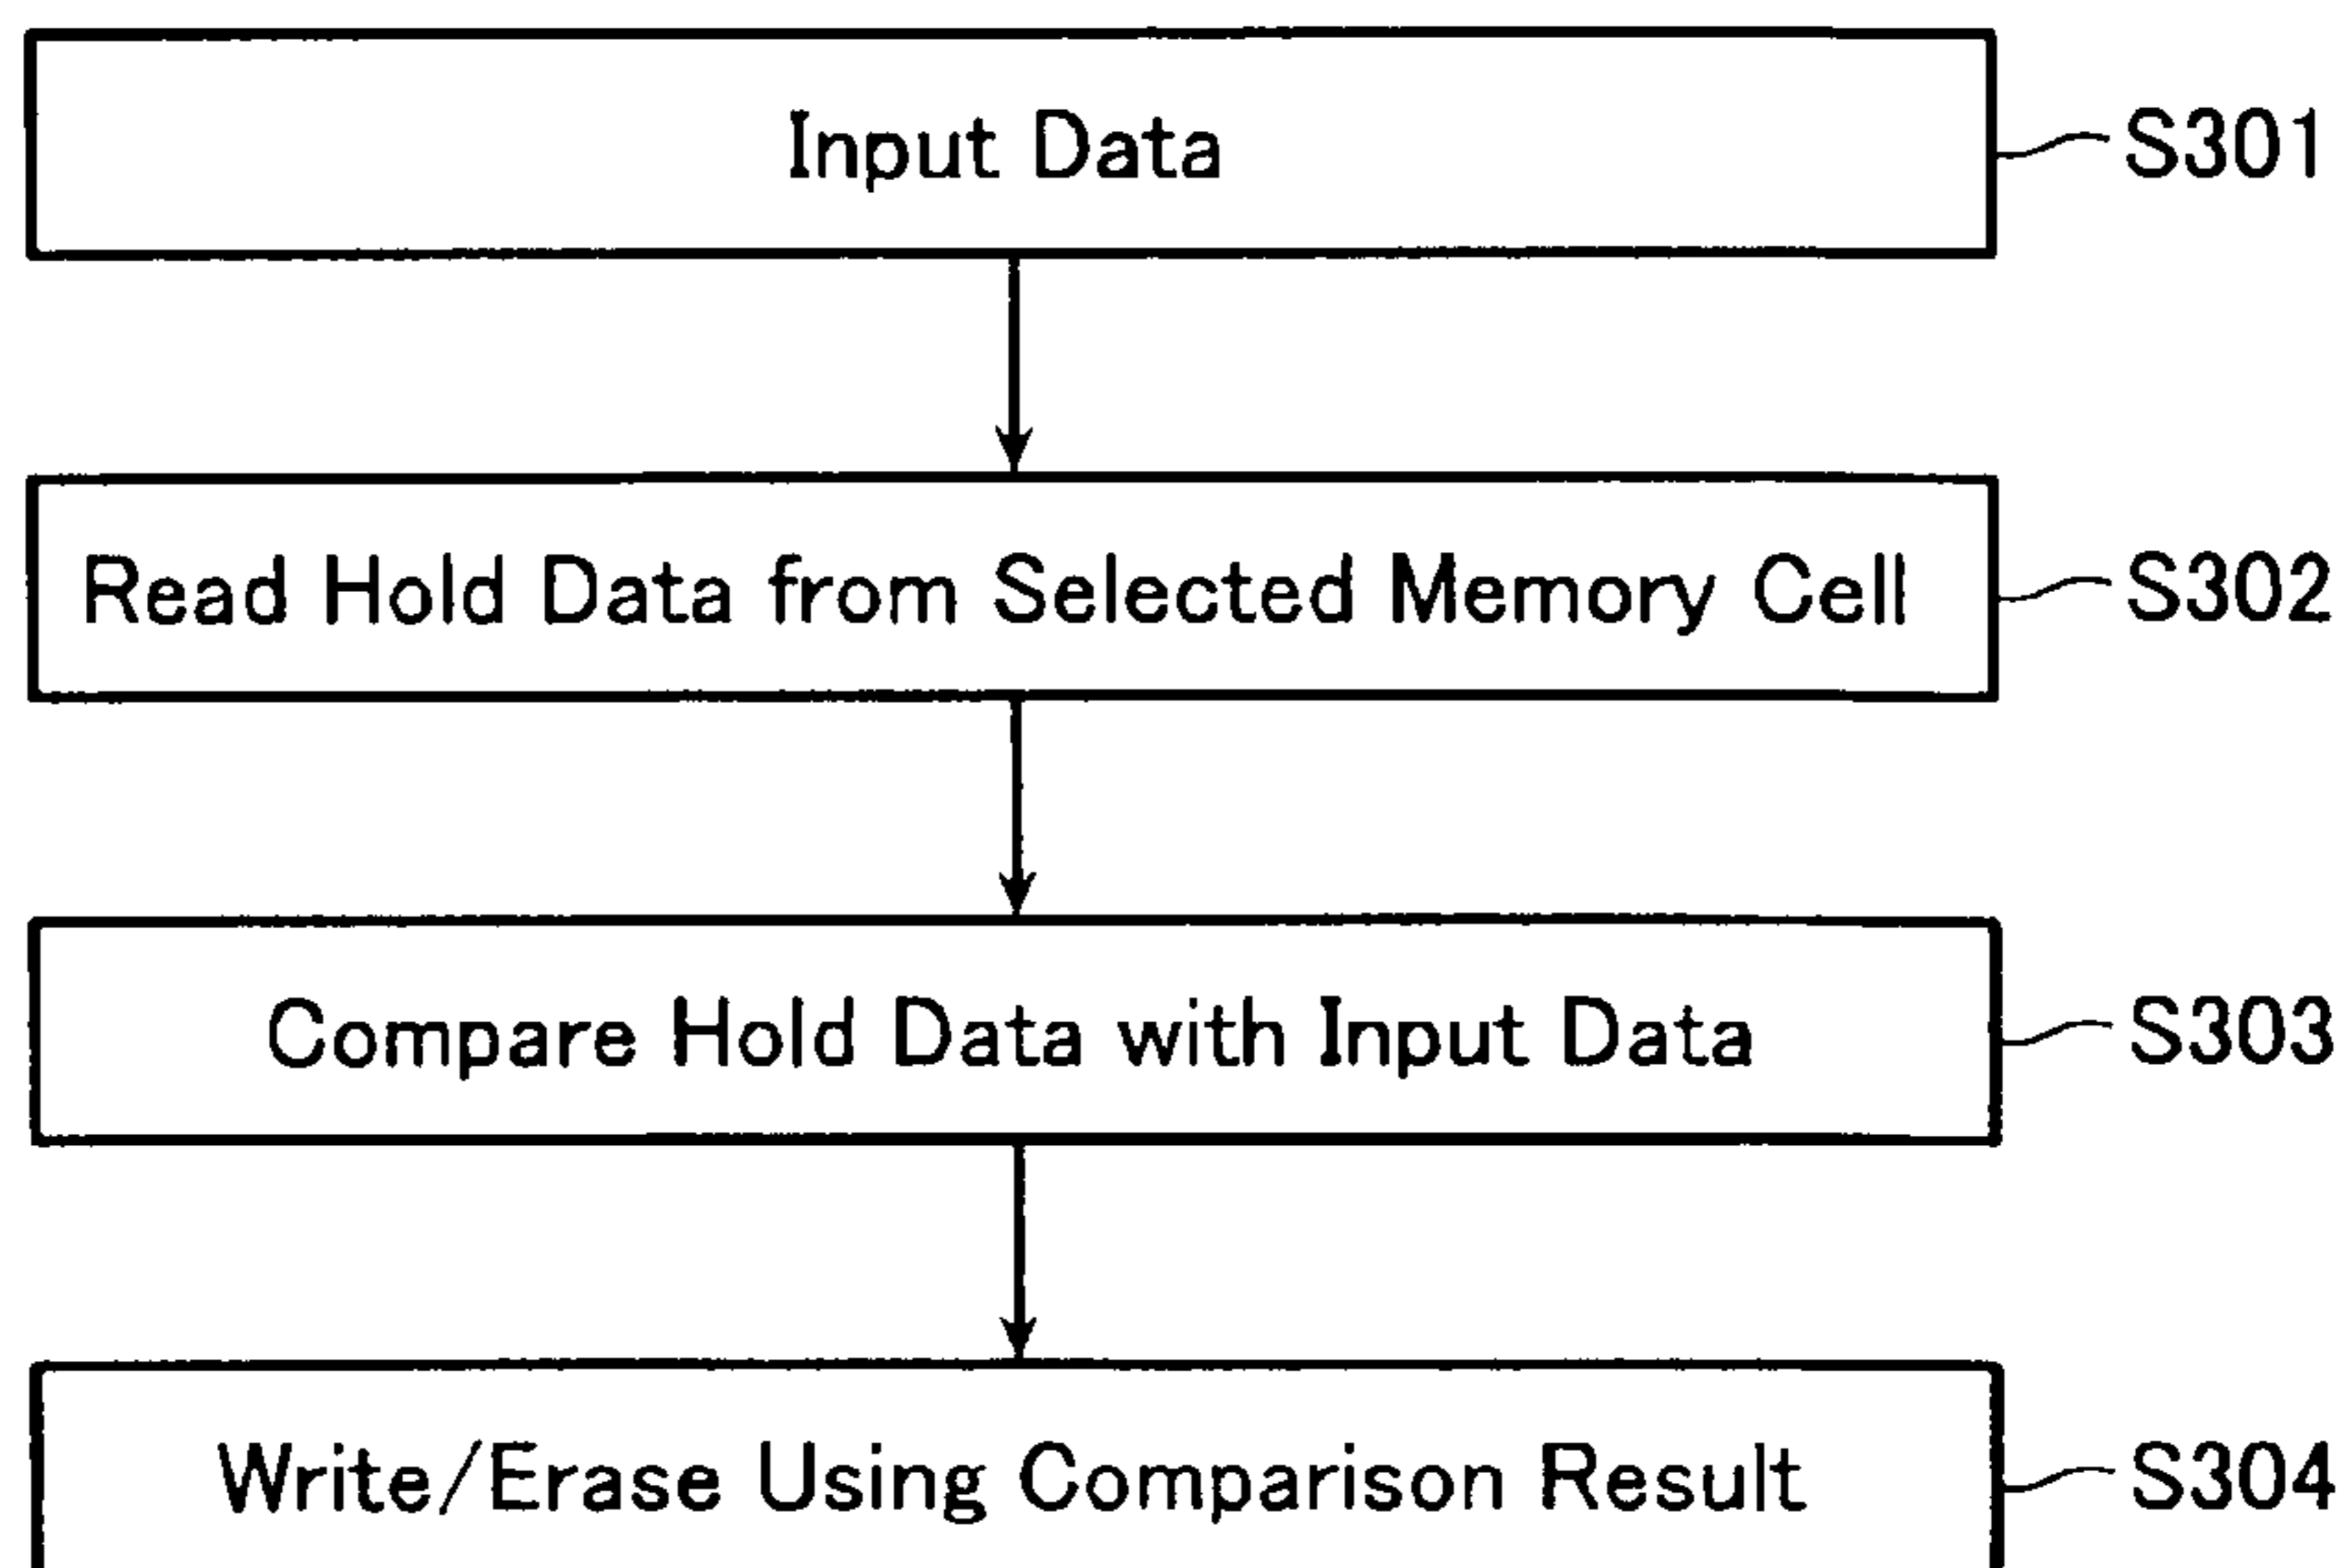 Input Data S301
Read Hold Data from Selected Memory Cell S302
Compare Hold Data with Input Data S303
Write/Erase Using Comparison Result S304